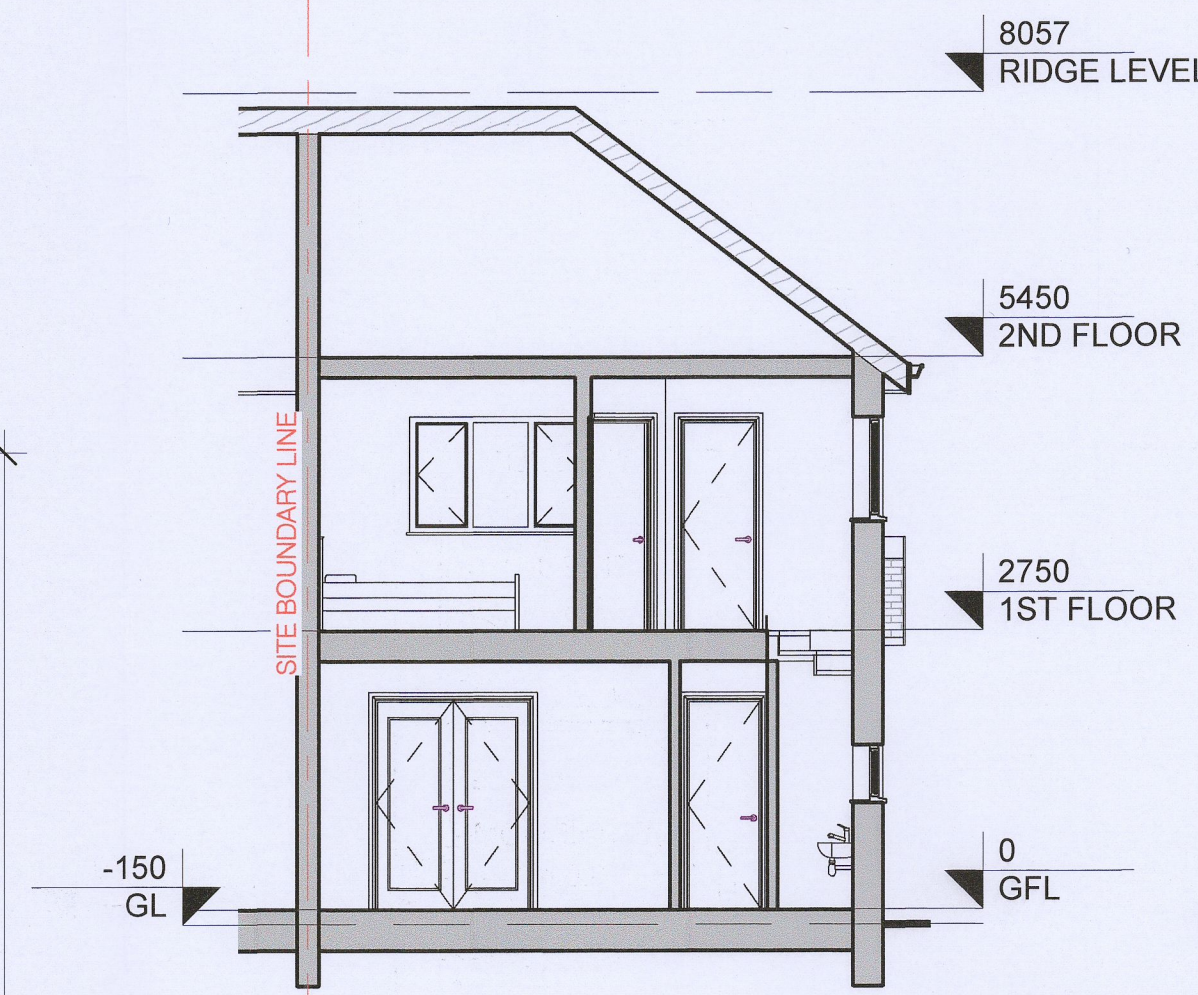 8057
RIDGE LEVEL
5450
2ND FLOOR
SITE BOUNDARY LINE
2750
1ST FLOOR
-150
GL
0
GFL